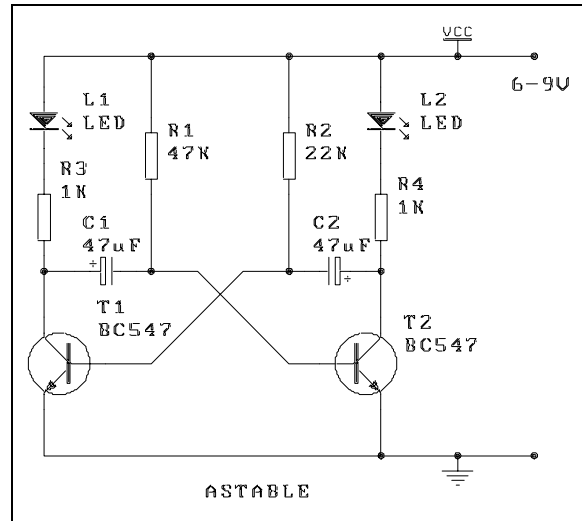 VCC
6-9V
L1
LED
L2
LED
R1
47K
R2
22K
R3
1K
R4
1K
C1
47uF
C2
47uF
T1
BC547
T2
BC547
ASTABLE